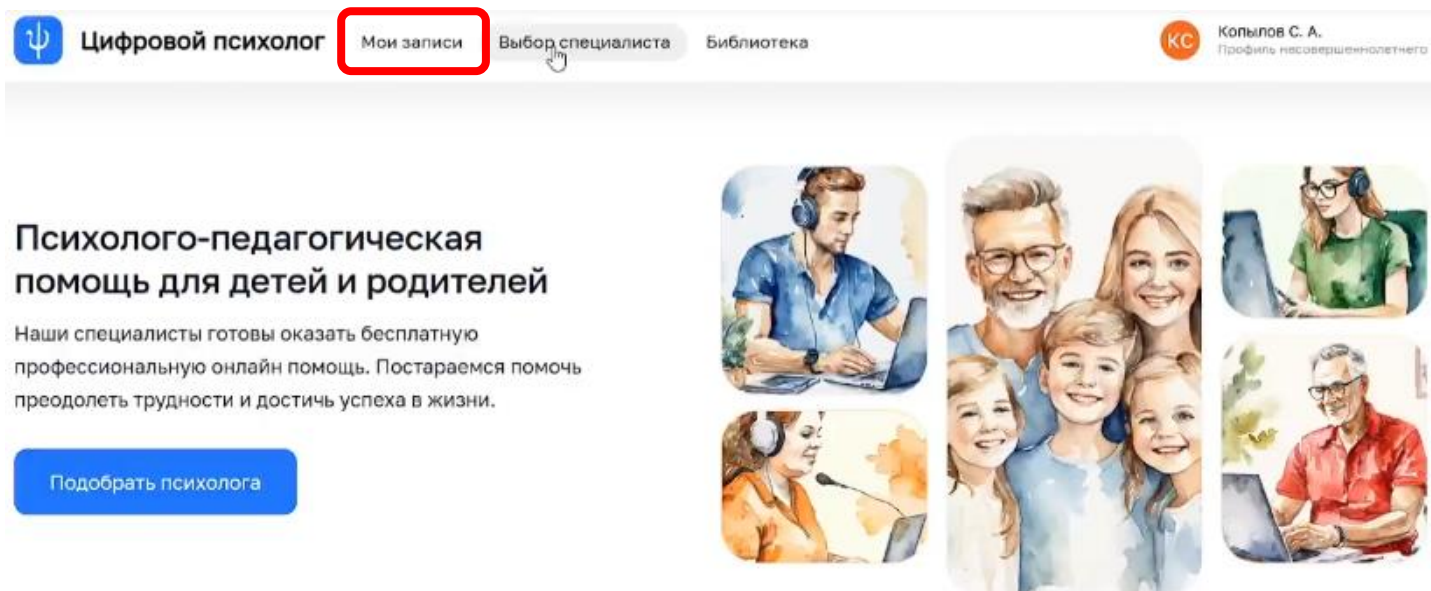 Цифровой психолог
Мои записи
Выбор специалиста
Библиотека
КС
Копылов С. А.
Профиль несовершеннолетнего
Психолого-педагогическая
помощь для детей и родителей
Наши специалисты готовы оказать бесплатную
профессиональную онлайн помощь. Постараемся помочь
преодолеть трудности и достичь успеха в жизни.
Подобрать психолога